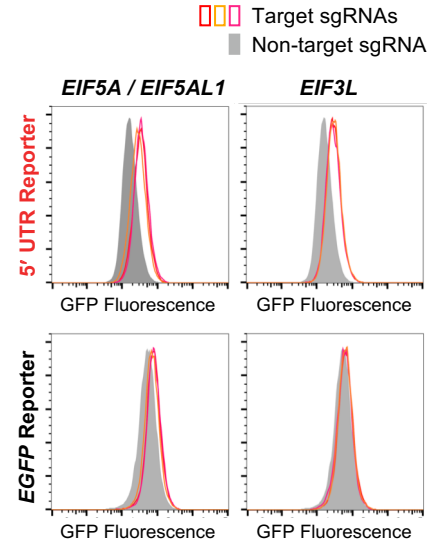 Target sgRNAs
Non-target sgRNA
EIF5A / EIF5AL1
EIF3L
5' UTR Reporter
GFP Fluorescence
GFP Fluorescence
EGFP Reporter
GFP Fluorescence
GFP Fluorescence